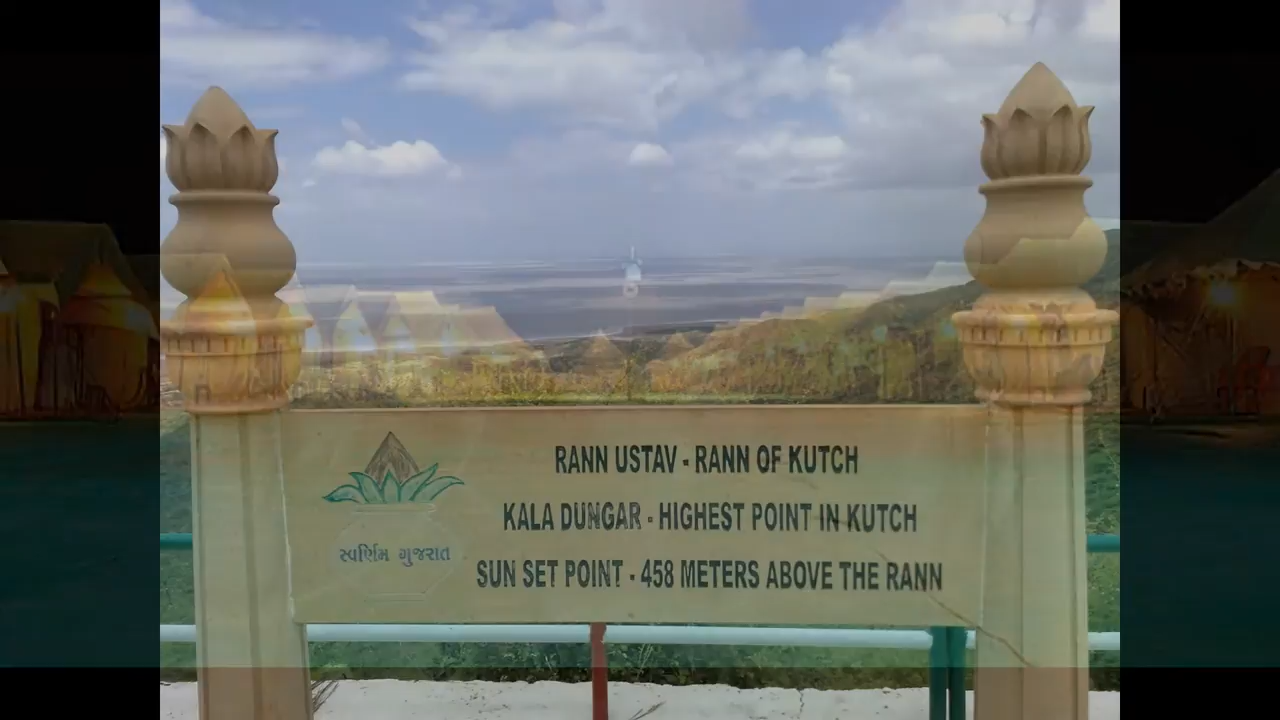 RANN USTAV - RANN OF KUTCH
KALA DUNGAR - HIGHEST POINT IN KUTCH
સ્વર્ણિમ ગુજરાત
SUN SET POINT - 458 METERS ABOVE THE RANN